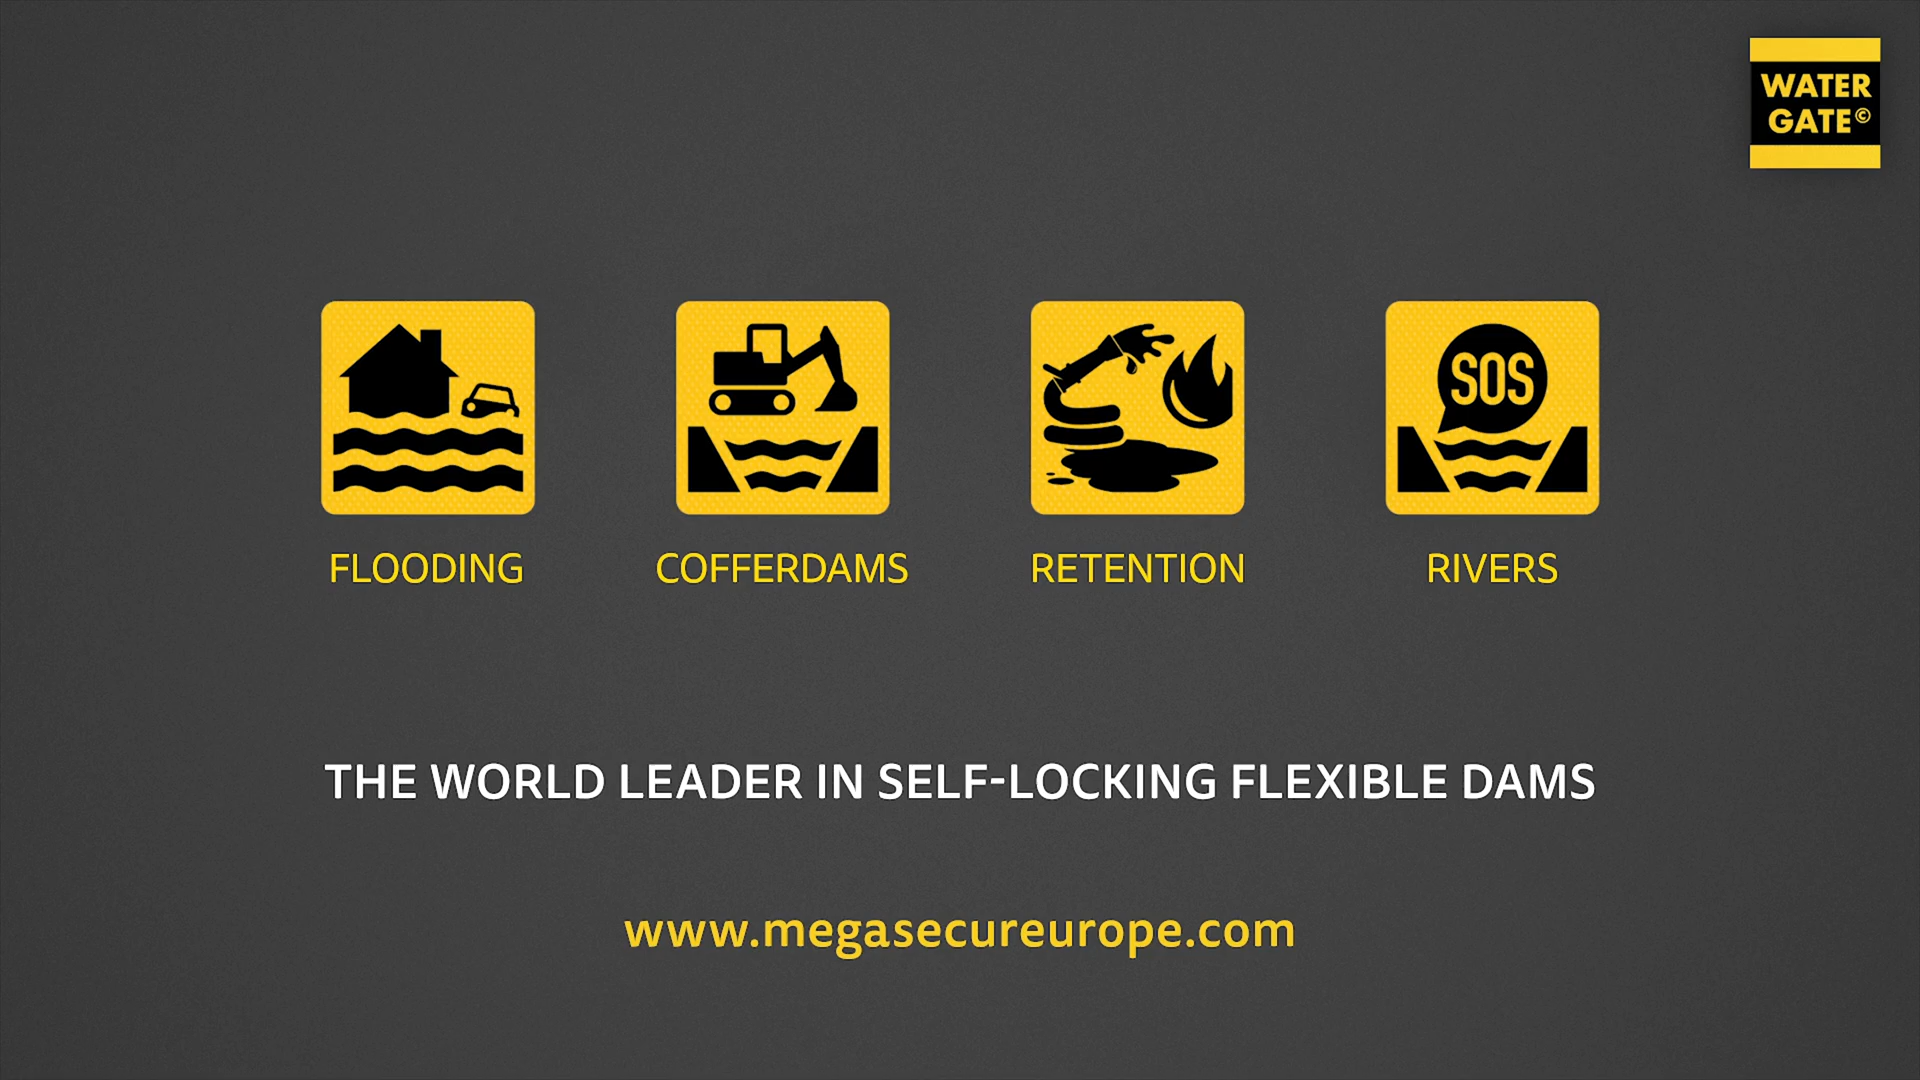 WATER
GATE©
SOS
FLOODING
COFFERDAMS
RETENTION
RIVERS
THE WORLD LEADER IN SELF-LOCKING FLEXIBLE DAMS
www.megasecureurope.com